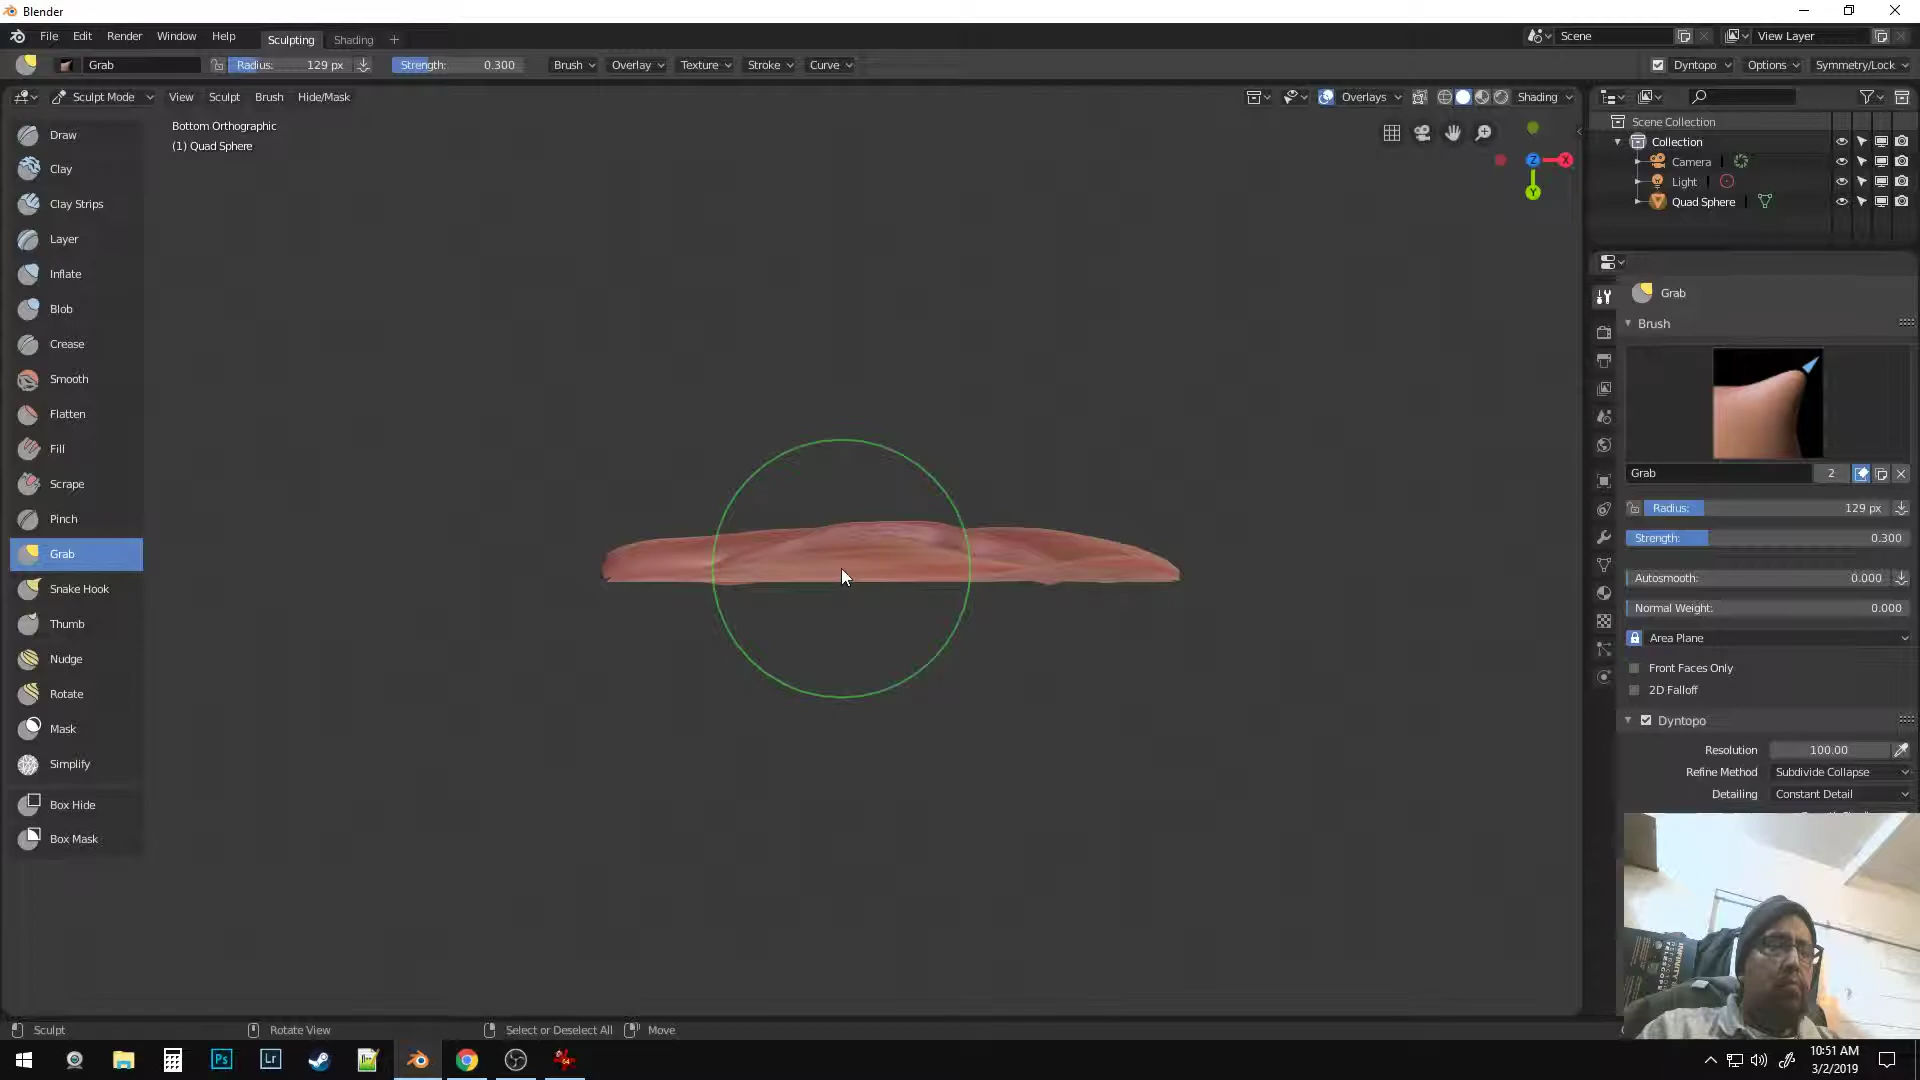 Blender
File Edit Render Window Help Sculpting Shading + Scene View Layer
Grab Radius: 129 px Strength: 0.300 Brush Overlay Texture Stroke Curve Dyntopo Options Symmetry/Lock
Sculpt Mode View Sculpt Brush Hide/Mask Overlays Shading
Bottom Orthographic
(1) Quad Sphere
Draw
Clay
Clay Strips
Layer
Inflate
Blob
Crease
Smooth
Flatten
Fill
Scrape
Pinch
Grab
Snake Hook
Thumb
Nudge
Rotate
Mask
Simplify
Box Hide
Box Mask
Z X
Y
Scene Collection
Collection
Camera
Light
Quad Sphere
Grab
Brush
Grab 2
Radius: 129 px
Strength: 0.300
Autosmooth: 0.000
Normal Weight: 0.000
Area Plane
Front Faces Only
2D Falloff
Dyntopo
Resolution 100.00
Refine Method Subdivide Collapse
Detailing Constant Detail
Sculpt Rotate View Select or Deselect All Move
Ps Lr
10:51 AM
3/2/2019